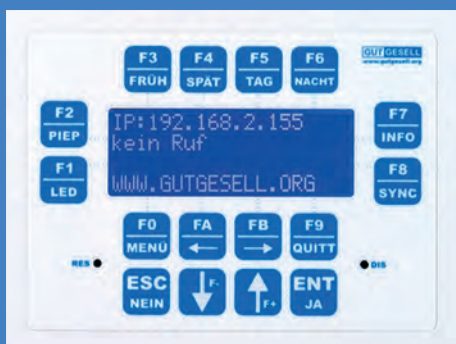 F3 F4 F5 F6
FRÜH SPÄT TAG NACHT
GUT GESELL
www.gutgesell.org
F2
PIEP
F7
INFO
F1
LED
F8
SYNC
IP:192.168.2.155
kein Ruf
WWW.GUTGESELL.ORG
F0 FA FB F9
MENÜ ← → QUITT
RES
DIS
ESC
NEIN
F-
F+
ENT
JA